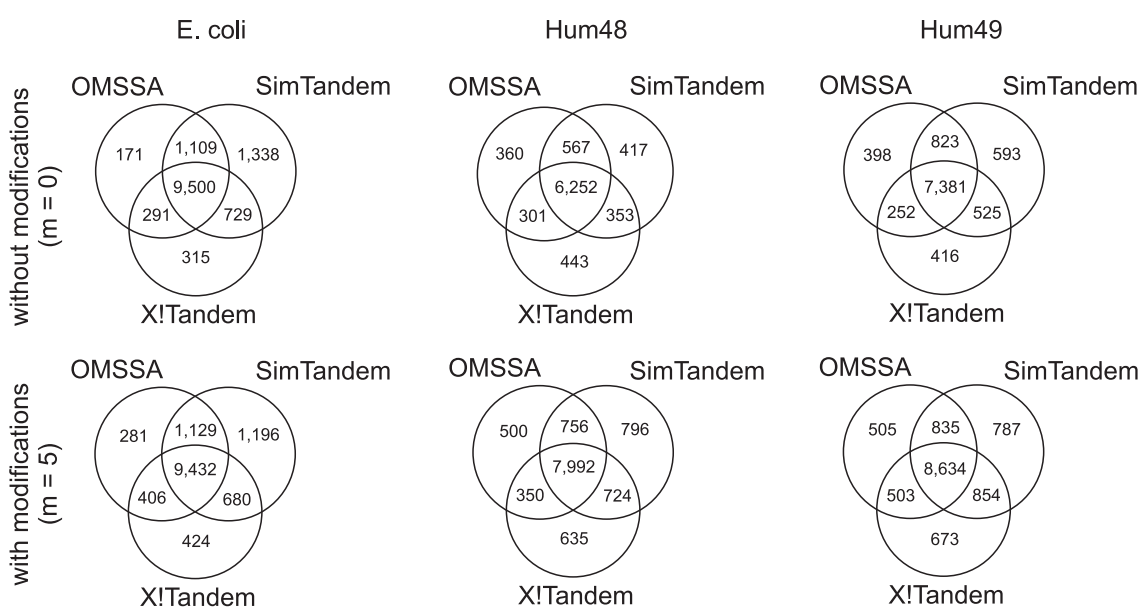 E. coli
Hum48
Hum49
without modifications
(m = 0)
OMSSA
SimTandem
171
1,109
1,338
9,500
291
729
315
X!Tandem
OMSSA
SimTandem
360
567
417
6,252
301
353
443
X!Tandem
OMSSA
SimTandem
398
823
593
7,381
252
525
416
X!Tandem
with modifications
(m = 5)
OMSSA
SimTandem
281
1,129
1,196
9,432
406
680
424
X!Tandem
OMSSA
SimTandem
500
756
796
7,992
350
724
635
X!Tandem
OMSSA
SimTandem
505
835
787
8,634
503
854
673
X!Tandem